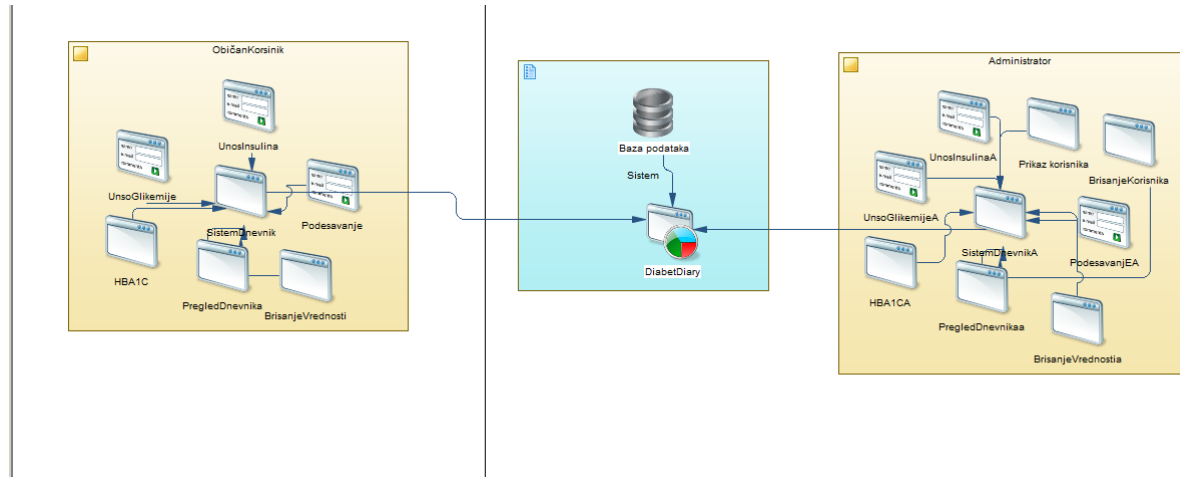 ObičanKorsinik
UnosInsulina
UnsoGlikemije
Podesavanje
SistemDnevnik
HBA1C
PregledDnevnika
BrisanjeVrednosti
Baza podataka
Sistem
DiabetDiary
Administrator
UnosInsulinaA
Prikaz korisnika
BrisanjeKorisnika
UnsoGlikemijeA
SistemDnevnikA
PodesavanjEA
HBA1CA
PregledDnevnikaa
BrisanjeVrednostia